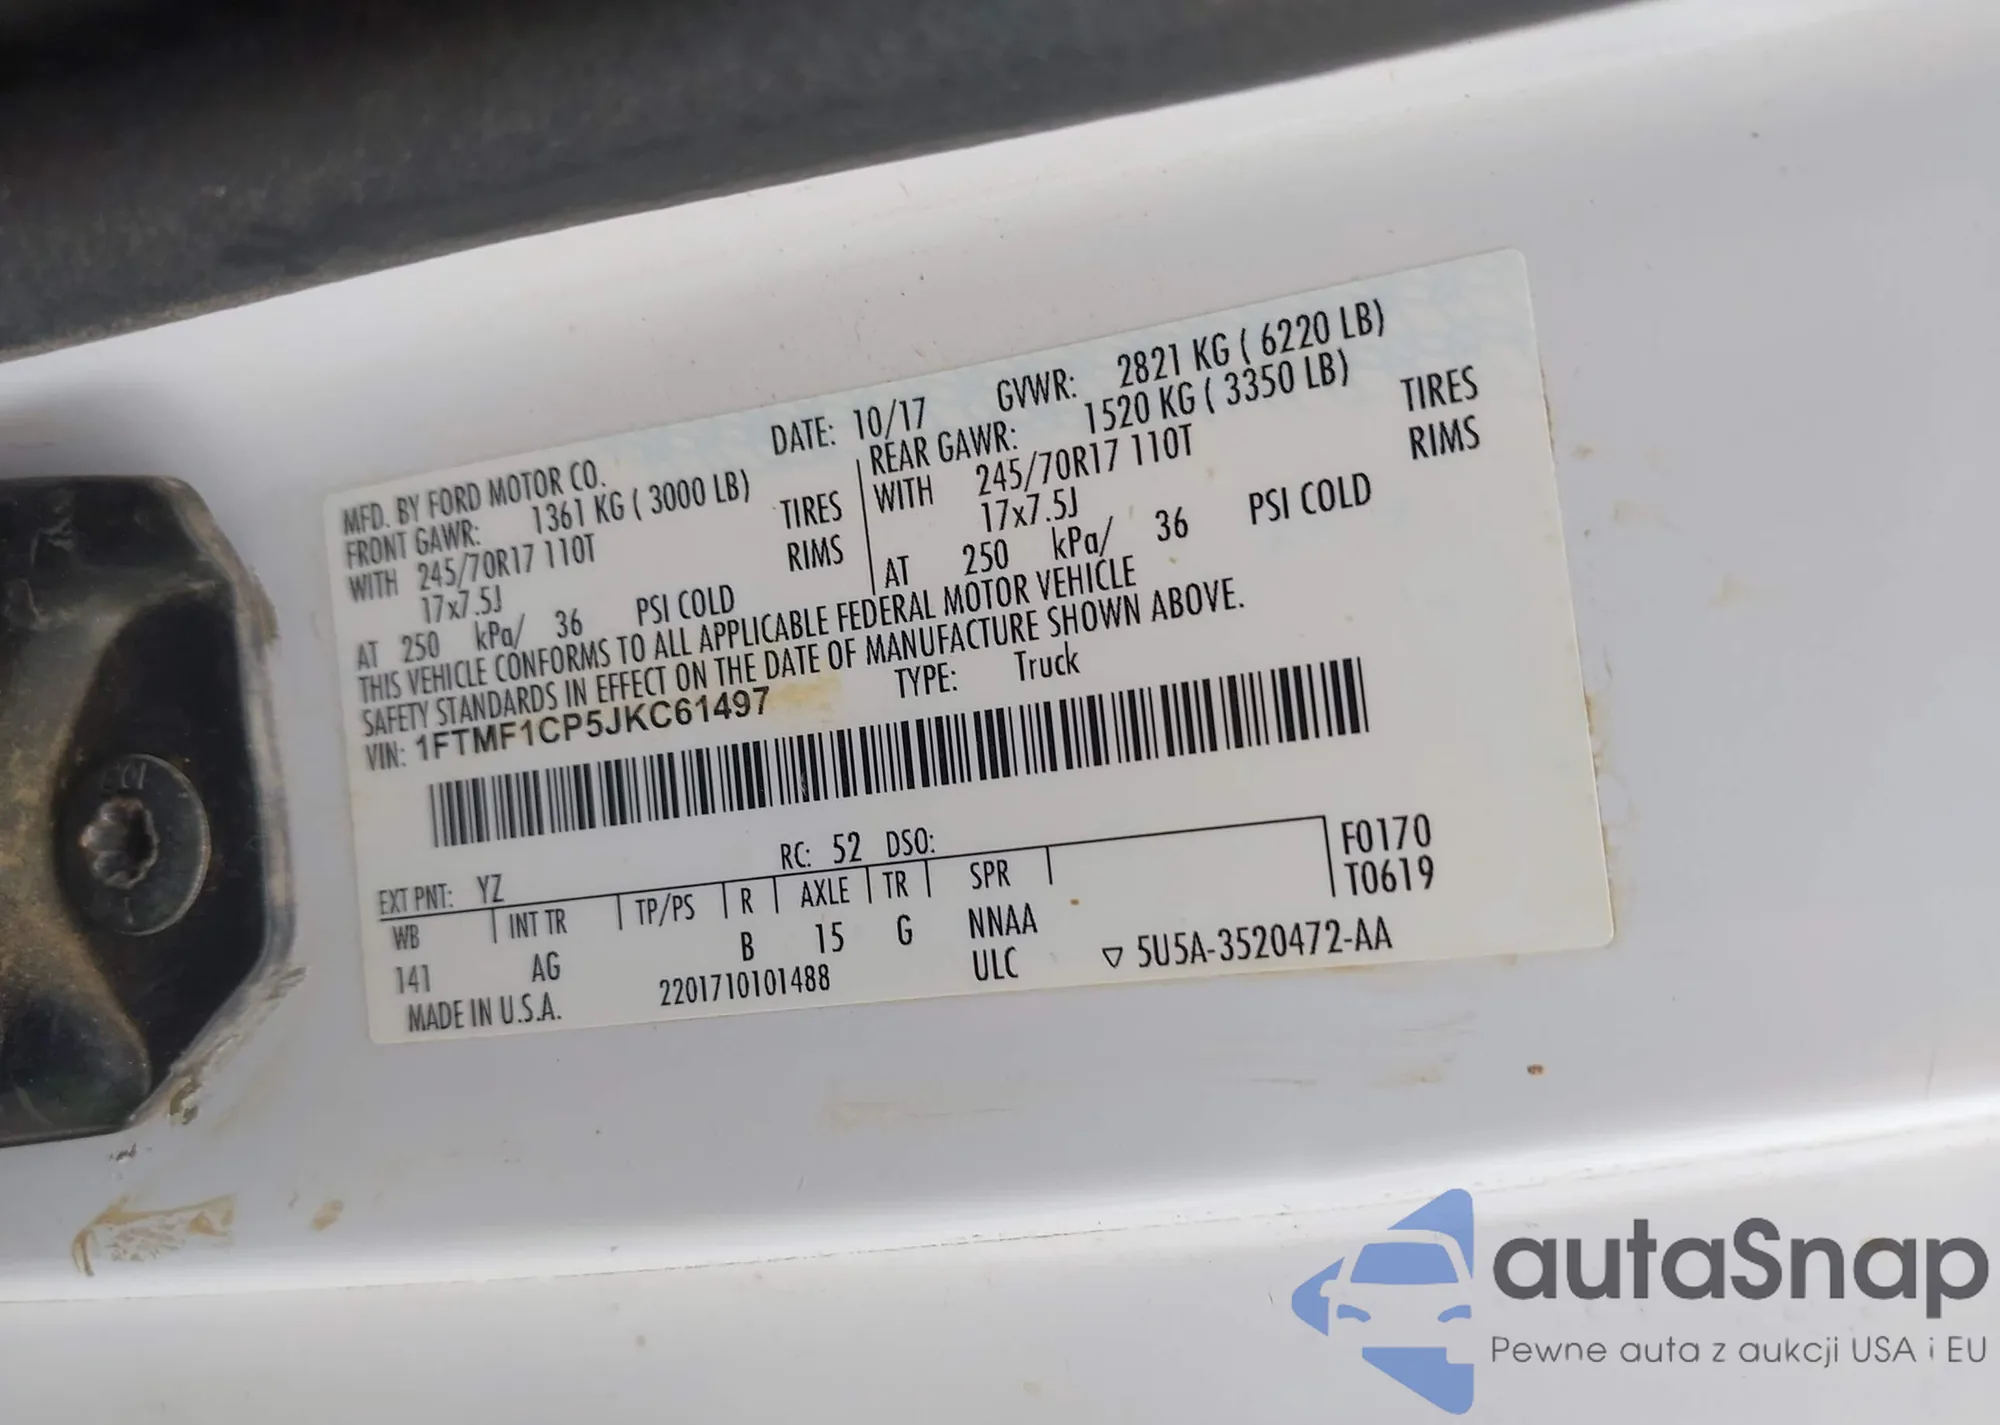 MFD. BY FORD MOTOR CO. DATE: 10/17 GVWR: 2821 KG ( 6220 LB)
FRONT GAWR: 1361 KG ( 3000 LB) REAR GAWR: 1520 KG ( 3350 LB)
WITH 245/70R17 110T TIRES WITH 245/70R17 110T TIRES
17x7.5J RIMS 17x7.5J RIMS
AT 250 kPa/ 36 PSI COLD AT 250 kPa/ 36 PSI COLD
THIS VEHICLE CONFORMS TO ALL APPLICABLE FEDERAL MOTOR VEHICLE
SAFETY STANDARDS IN EFFECT ON THE DATE OF MANUFACTURE SHOWN ABOVE.
VIN: 1FTMF1CP5JKC61497 TYPE: Truck
EXT PNT: YZ RC: 52 DSO: F0170
WB INT TR TP/PS R AXLE TR SPR T0619
141 AG B 15 G NNAA
MADE IN U.S.A. 2201710101488 ULC ▽ 5U5A-3520472-AA
autaSnap
Pewne auta z aukcji USA i EU